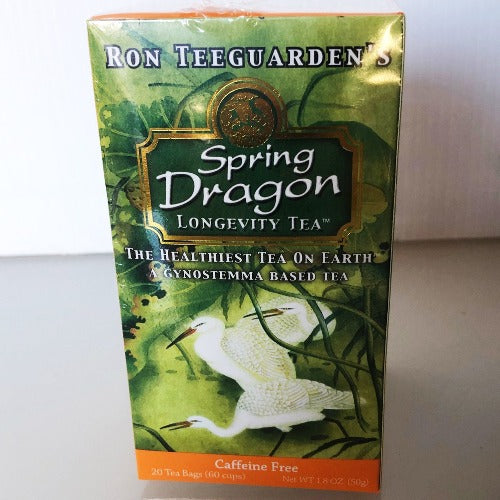 RON TEEGUARDEN'S
Spring
Dragon
LONGEVITY TEA™
THE HEALTHIEST TEA ON EARTH
A GYNOSTEMMA BASED TEA
Caffeine Free
20 Tea Bags (60 cups) Net WT 1.8 OZ (50g)